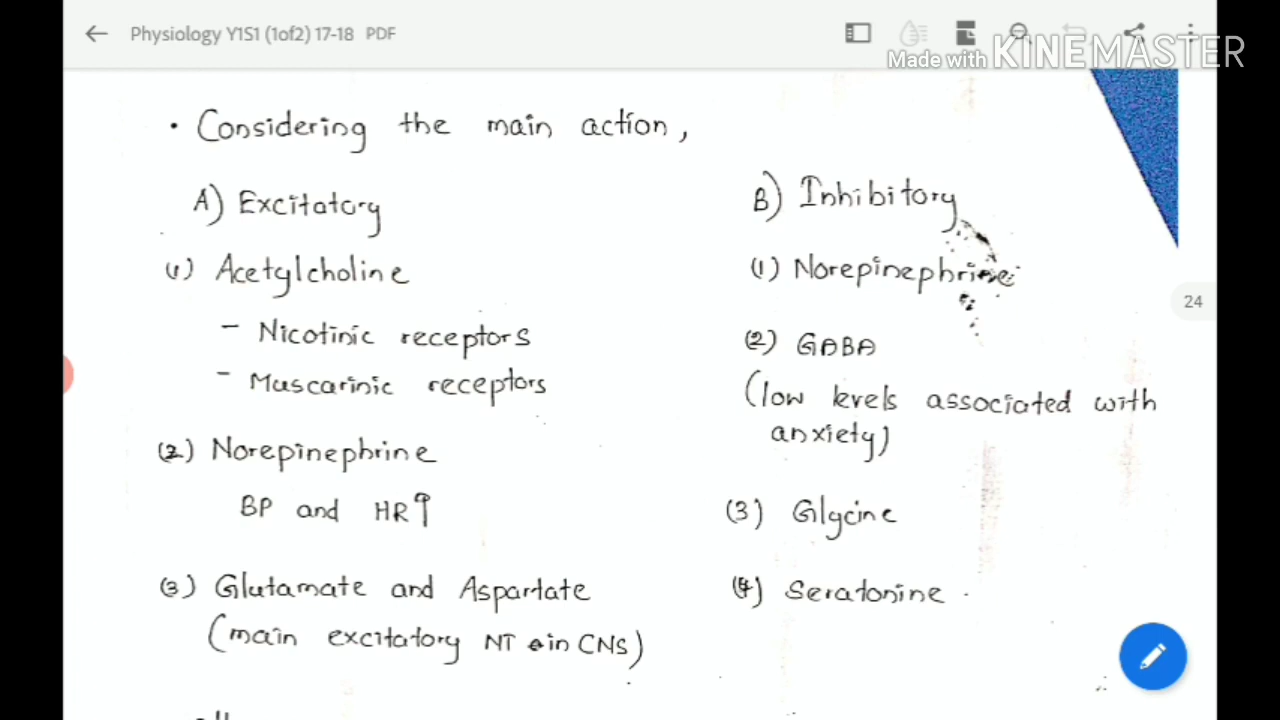 Physiology Y1S1 (1of2) 17-18 PDF
Made with KINEMASTER
• Considering the main action,
A) Excitatory
(1) Acetylcholine
- Nicotinic receptors
- Muscarinic receptors
(2) Norepinephrine
BP and HR↑
(3) Glutamate and Aspartate
(main excitatory NT in CNS)
B) Inhibitory
(1) Norepinephrine
(2) GABA
(low levels associated with
anxiety)
(3) Glycine
(4) Seratonine
24